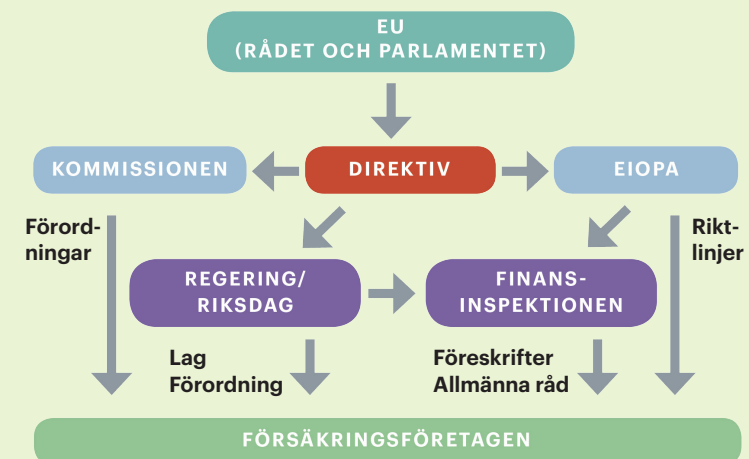 EU
(RÅDET OCH PARLAMENTET)
KOMMISSIONEN
DIREKTIV
EIOPA
Förord-
ningar
Rikt-
linjer
REGERING/
RIKSDAG
FINANS-
INSPEKTIONEN
Lag
Förordning
Föreskrifter
Allmänna råd
FÖRSÄKRINGSFÖRETAGEN